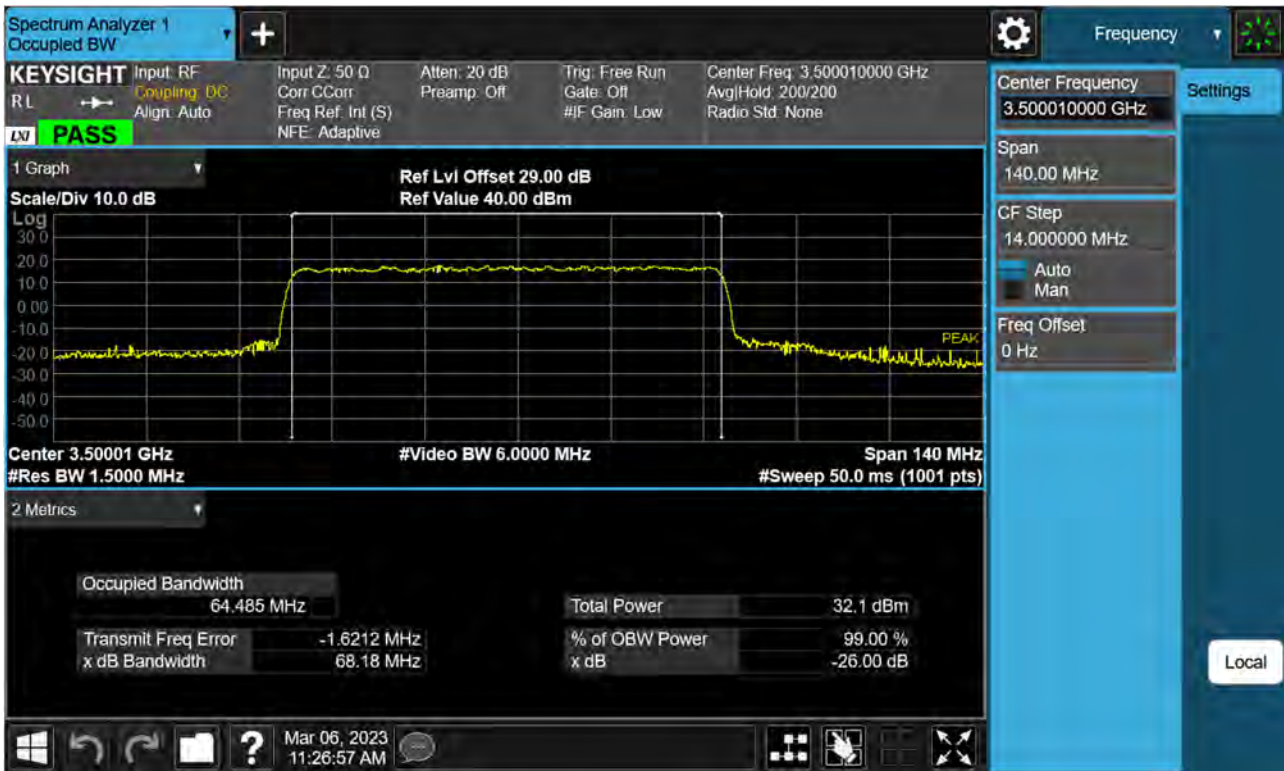 Spectrum Analyzer 1
Occupied BW
+
Frequency
KEYSIGHT
R L
LXI
PASS
Input: RF
Coupling: DC
Align: Auto
Input Z: 50 Ω
Corr CCorr
Freq Ref: Int (S)
NFE: Adaptive
Atten: 20 dB
Preamp: Off
Trig: Free Run
Gate: Off
#IF Gain: Low
Center Freq: 3.500010000 GHz
Avg|Hold: 200/200
Radio Std: None
Center Frequency
3.500010000 GHz
Settings
Span
140.00 MHz
CF Step
14.000000 MHz
Auto
Man
Freq Offset
0 Hz
1 Graph
Ref Lvl Offset 29.00 dB
Scale/Div 10.0 dB
Ref Value 40.00 dBm
Log
30.0
20.0
10.0
0.00
-10.0
-20.0
-30.0
-40.0
-50.0
PEAK
Center 3.50001 GHz
#Video BW 6.0000 MHz
Span 140 MHz
#Res BW 1.5000 MHz
#Sweep 50.0 ms (1001 pts)
2 Metrics
Occupied Bandwidth
64.485 MHz
Total Power
32.1 dBm
Transmit Freq Error
-1.6212 MHz
% of OBW Power
99.00 %
x dB Bandwidth
68.18 MHz
x dB
-26.00 dB
Local
?
Mar 06, 2023
11:26:57 AM